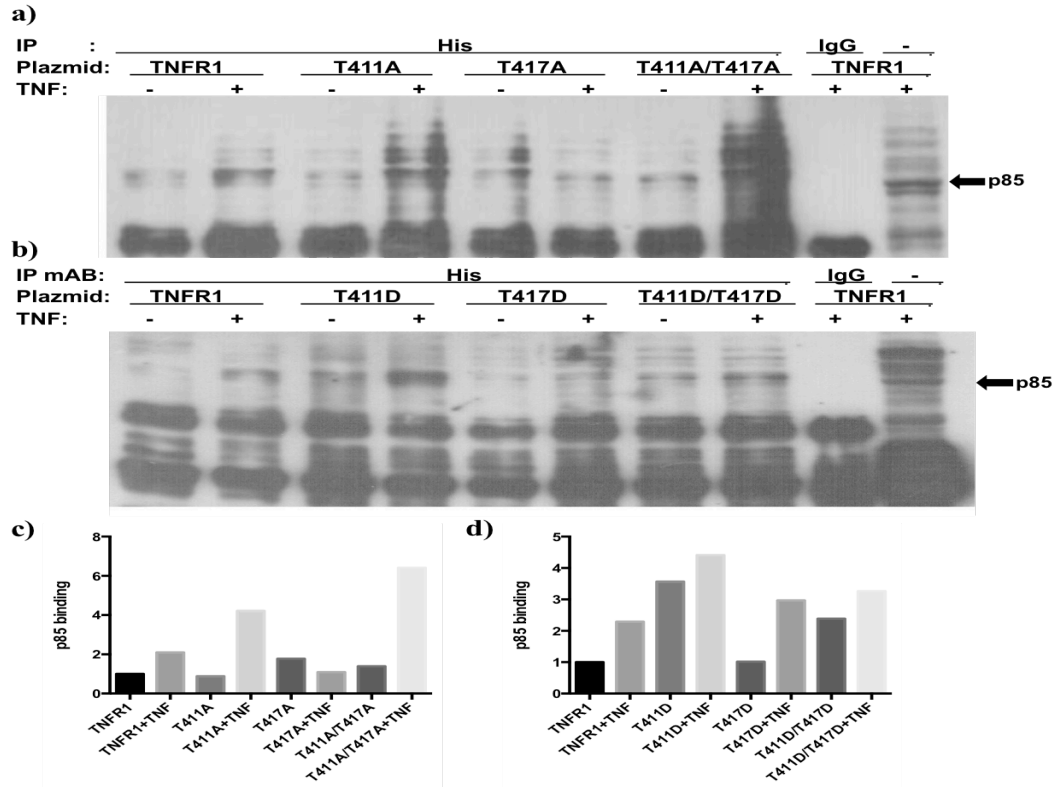 a)
IP : His IgG -
Plazmid: TNFR1 T411A T417A T411A/T417A TNFR1
TNF: - + - + - + - + + +
p85
b)
IP mAB: His IgG -
Plazmid: TNFR1 T411D T417D T411D/T417D TNFR1
TNF: - + - + - + - + + +
p85
c)
8
6
4
2
0
p85 binding
TNFR1
TNFR1+TNF
T411A
T411A+TNF
T417A
T417A+TNF
T411A/T417A
T411A/T417A+TNF
d)
5
4
3
2
1
0
p85 binding
TNFR1
TNFR1+TNF
T411D
T411D+TNF
T417D
T417D+TNF
T411D/T417D
T411D/T417D+TNF